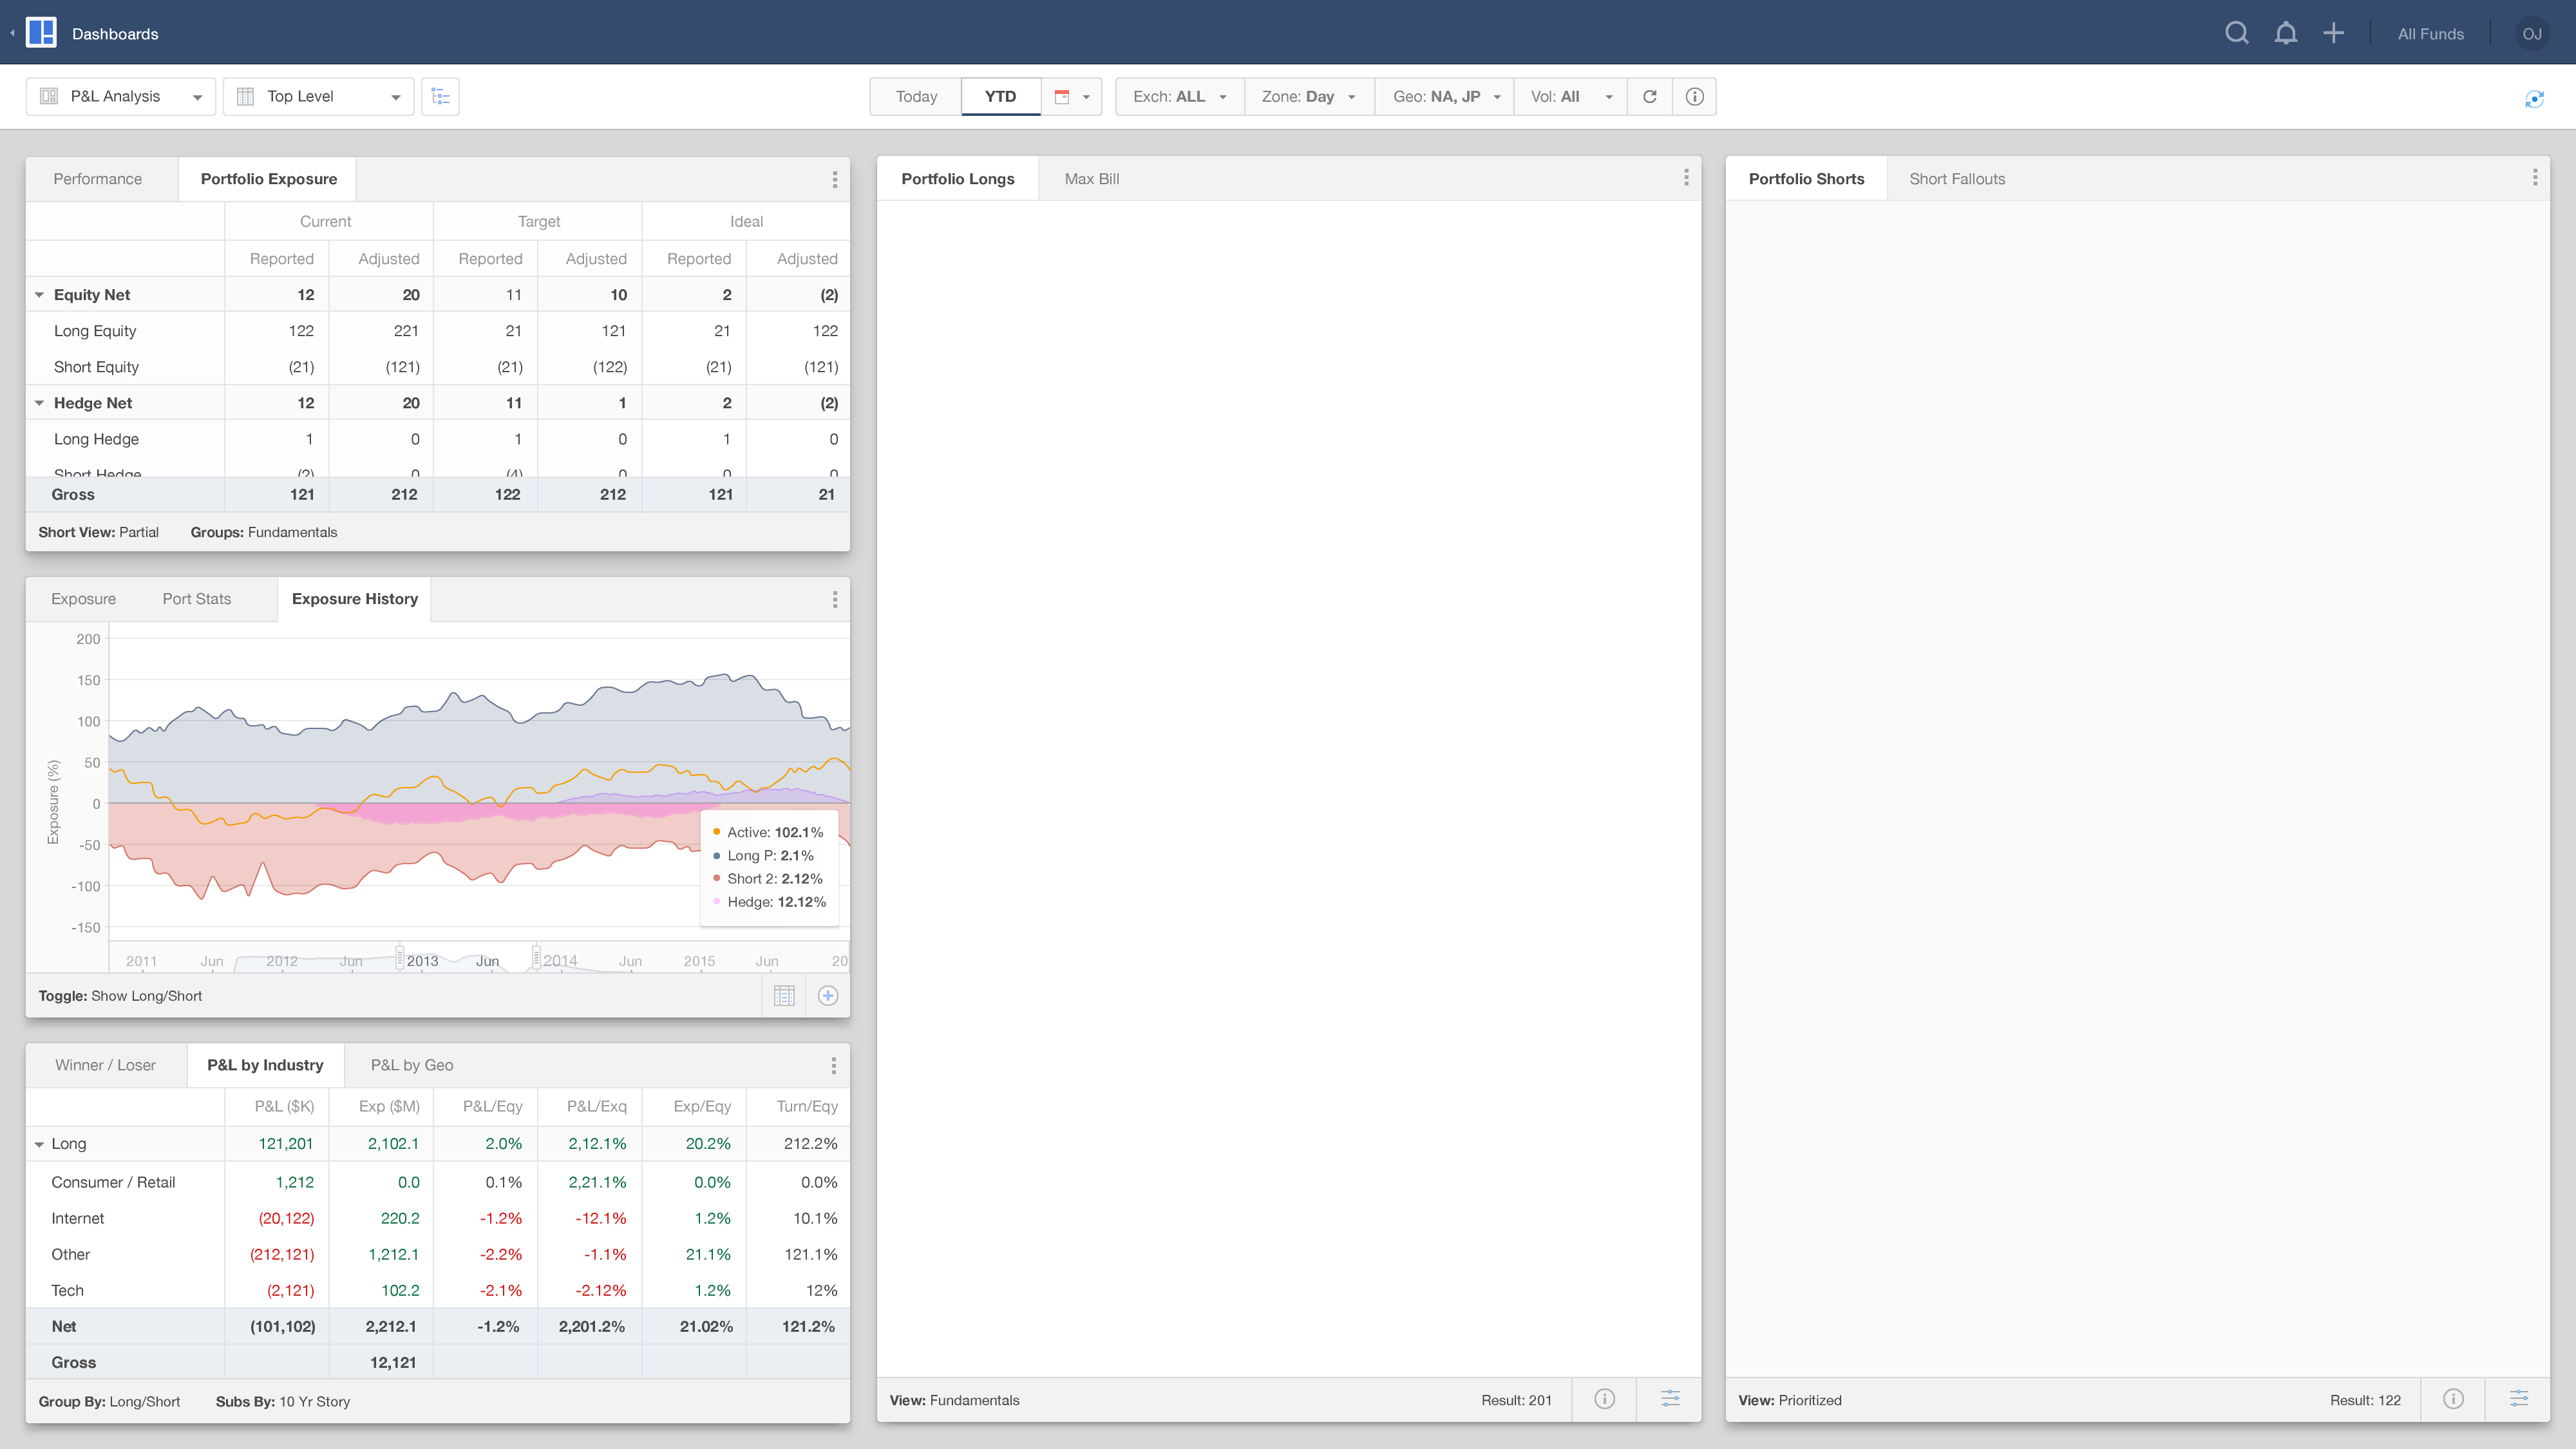 Dashboards
All Funds
OJ
P&L Analysis
Top Level
Today
YTD
Exch: ALL
Zone: Day
Geo: NA, JP
Vol: All
Performance
Portfolio Exposure
Current Target Ideal
Reported Adjusted Reported Adjusted Reported Adjusted
Equity Net 12 20 11 10 2 (2)
Long Equity 122 221 21 121 21 122
Short Equity (21) (121) (21) (122) (21) (121)
Hedge Net 12 20 11 1 2 (2)
Long Hedge 1 0 1 0 1 0
Short Hedge (2) 0 (4) 0 0 0
Gross 121 212 122 212 121 21
Short View: Partial Groups: Fundamentals
Exposure
Port Stats
Exposure History
Exposure (%)
200
150
100
50
0
-50
-100
-150
Active: 102.1%
Long P: 2.1%
Short 2: 2.12%
Hedge: 12.12%
2011 Jun 2012 Jun 2013 Jun 2014 Jun 2015 Jun 20
Toggle: Show Long/Short
Winner / Loser
P&L by Industry
P&L by Geo
P&L ($K) Exp ($M) P&L/Eqy P&L/Exq Exp/Eqy Turn/Eqy
Long 121,201 2,102.1 2.0% 2,12.1% 20.2% 212.2%
Consumer / Retail 1,212 0.0 0.1% 2,21.1% 0.0% 0.0%
Internet (20,122) 220.2 -1.2% -12.1% 1.2% 10.1%
Other (212,121) 1,212.1 -2.2% -1.1% 21.1% 121.1%
Tech (2,121) 102.2 -2.1% -2.12% 1.2% 12%
Net (101,102) 2,212.1 -1.2% 2,201.2% 21.02% 121.2%
Gross 12,121
Group By: Long/Short Subs By: 10 Yr Story
Portfolio Longs
Max Bill
View: Fundamentals
Result: 201
Portfolio Shorts
Short Fallouts
View: Prioritized
Result: 122